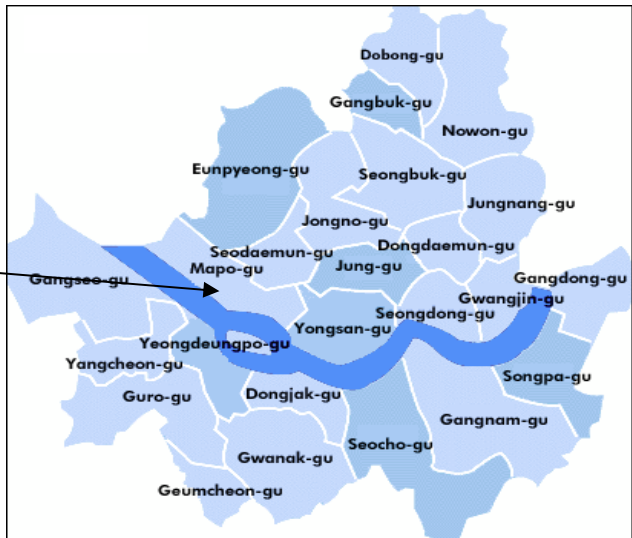 Dobong-gu
Gangbuk-gu
Nowon-gu
Eunpyeong-gu
Seongbuk-gu
Jungnang-gu
Jongno-gu
Dongdaemun-gu
Seodaemun-gu
Mapo-gu
Jung-gu
Gangseo-gu
Gangdong-gu
Gwangjin-gu
Seongdong-gu
Yongsan-gu
Yeongdeungpo-gu
Yangcheon-gu
Songpa-gu
Guro-gu
Dongjak-gu
Gangnam-gu
Seocho-gu
Gwanak-gu
Geumcheon-gu